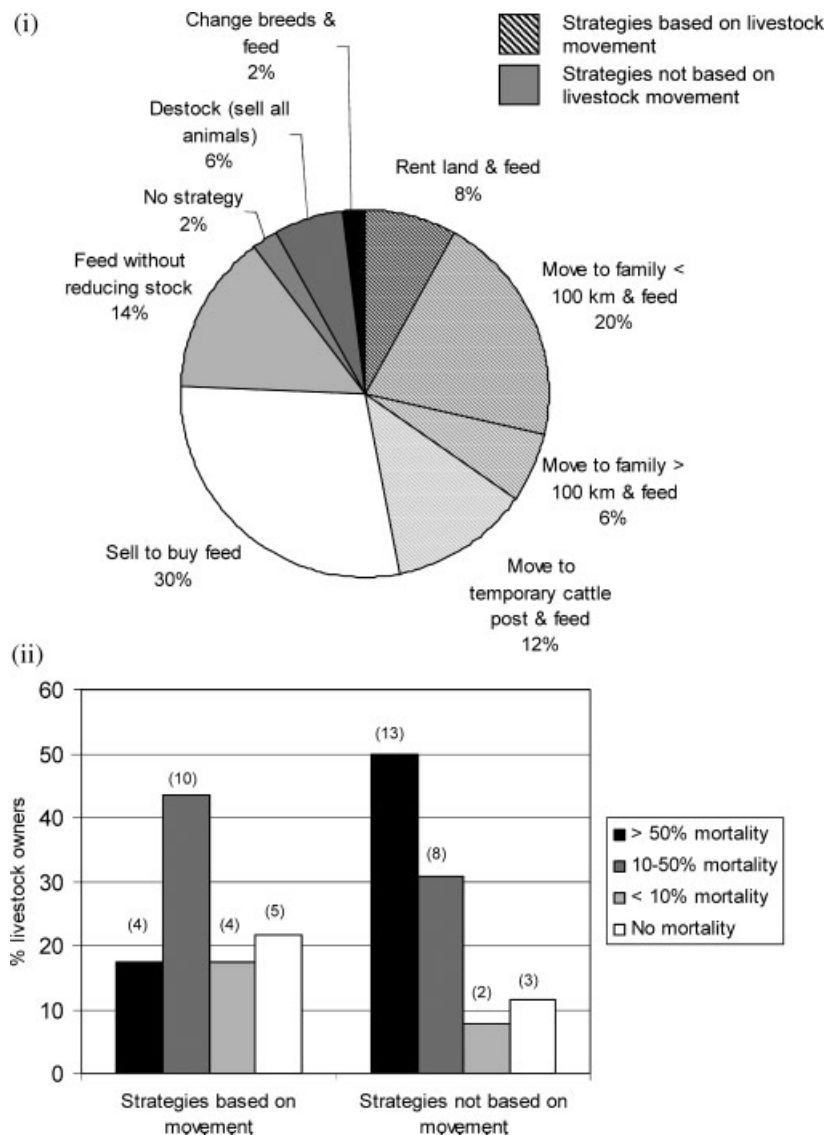 (i)
Change breeds &
feed
2%
Strategies based on livestock
movement
Strategies not based on
livestock movement
Destock (sell all
animals)
6%
No strategy
2%
Feed without
reducing stock
14%
Rent land & feed
8%
Move to family <
100 km & feed
20%
Move to family >
100 km & feed
6%
Sell to buy feed
30%
Move to
temporary cattle
post & feed
12%
(ii)
60
50
40
30
20
10
0
% livestock owners
(4)
(10)
(4)
(5)
(13)
(8)
(2)
(3)
> 50% mortality
10-50% mortality
< 10% mortality
No mortality
Strategies based on
movement
Strategies not based on
movement